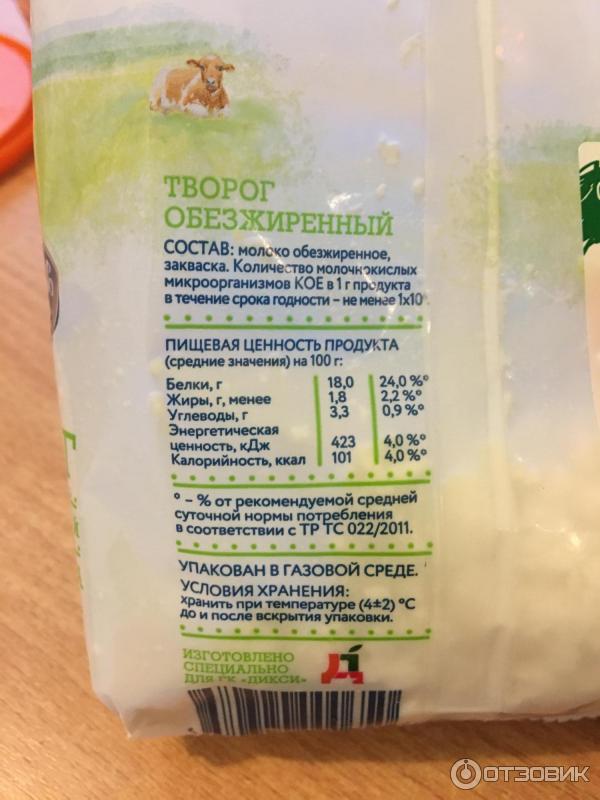 ТВОРОГ
ОБЕЗЖИРЕННЫЙ
СОСТАВ: молоко обезжиренное,
закваска. Количество молочнокислых
микроорганизмов КОЕ в 1 г продукта
в течение срока годности – не менее 1х10
ПИЩЕВАЯ ЦЕННОСТЬ ПРОДУКТА
(средние значения) на 100 г:
Белки, г 18,0 24,0 %°
Жиры, г, менее 1,8 2,2 %°
Углеводы, г 3,3 0,9 %°
Энергетическая
ценность, кДж 423 4,0 %°
Калорийность, ккал 101 4,0 %°
° – % от рекомендуемой средней
суточной нормы потребления
в соответствии с ТР ТС 022/2011.
УПАКОВАН В ГАЗОВОЙ СРЕДЕ.
УСЛОВИЯ ХРАНЕНИЯ:
хранить при температуре (4±2) °С
до и после вскрытия упаковки.
ИЗГОТОВЛЕНО
СПЕЦИАЛЬНО
ДЛЯ ГК «ДИКСИ»
Д
ОТЗОВИК